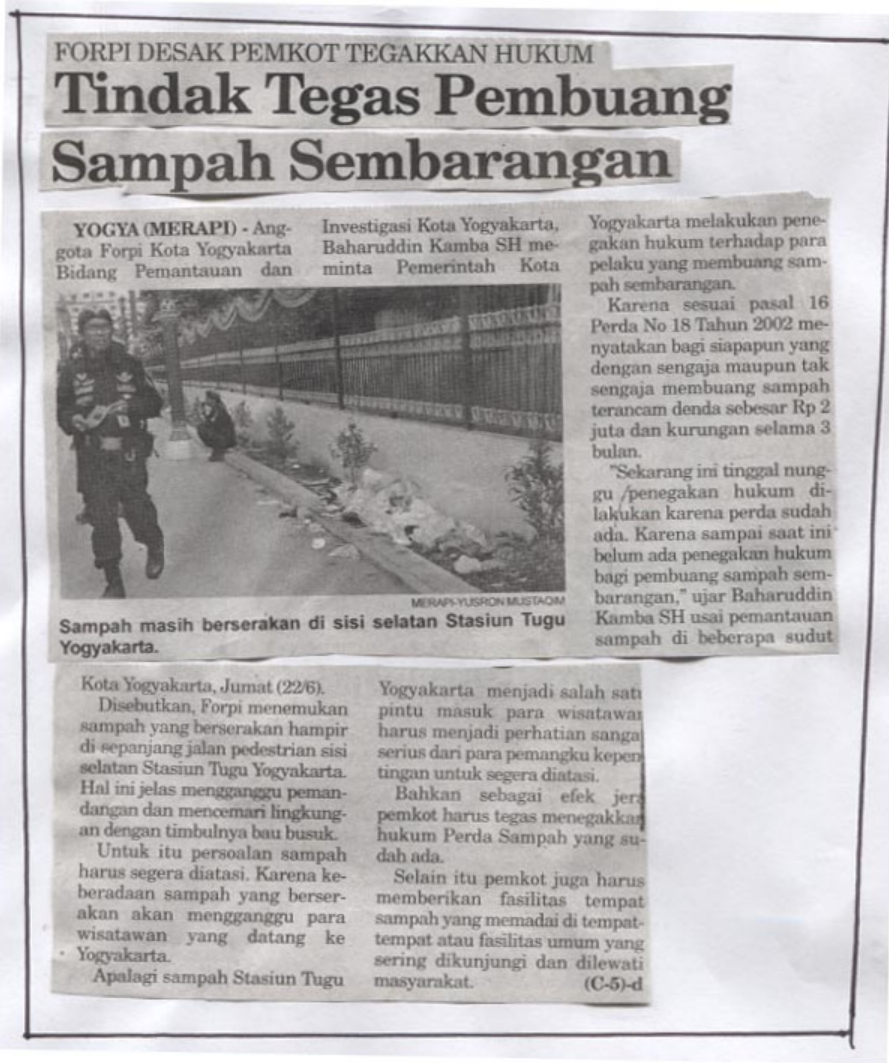 FORPI DESAK PEMKOT TEGAKKAN HUKUM
Tindak Tegas Pembuang
Sampah Sembarangan
YOGYA (MERAPI) - Ang-
gota Forpi Kota Yogyakarta
Bidang Pemantauan dan
Investigasi Kota Yogyakarta,
Baharuddin Kamba SH me-
minta Pemerintah Kota
Yogyakarta melakukan pene-
gakan hukum terhadap para
pelaku yang membuang sam-
pah sembarangan.
Karena sesuai pasal 16
Perda No 18 Tahun 2002 me-
nyatakan bagi siapapun yang
dengan sengaja maupun tak
sengaja membuang sampah
terancam denda sebesar Rp 2
juta dan kurungan selama 3
bulan.
"Sekarang ini tinggal nung-
gu penegakan hukum di-
lakukan karena perda sudah
ada. Karena sampai saat ini
belum ada penegakan hukum
bagi pembuang sampah sem-
barangan," ujar Baharuddin
Kamba SH usai pemantauan
sampah di beberapa sudut
MERAPI-YUSRON MUSTAQIM
Sampah masih berserakan di sisi selatan Stasiun Tugu
Yogyakarta.
Kota Yogyakarta, Jumat (22/6).
Disebutkan, Forpi menemukan
sampah yang berserakan hampir
di sepanjang jalan pedestrian sisi
selatan Stasiun Tugu Yogyakarta.
Hal ini jelas mengganggu peman-
dangan dan mencemari lingkung-
an dengan timbulnya bau busuk.
Untuk itu persoalan sampah
harus segera diatasi. Karena ke-
beradaan sampah yang berser-
akan akan mengganggu para
wisatawan yang datang ke
Yogyakarta.
Apalagi sampah Stasiun Tugu
Yogyakarta menjadi salah satu
pintu masuk para wisatawan
harus menjadi perhatian sanga
serius dari para pemangku kepen
tingan untuk segera diatasi.
Bahkan sebagai efek jera
pemkot harus tegas menegakkan
hukum Perda Sampah yang su-
dah ada.
Selain itu pemkot juga harus
memberikan fasilitas tempat
sampah yang memadai di tempat-
tempat atau fasilitas umum yang
sering dikunjungi dan dilewati
masyarakat. (C-5)-d